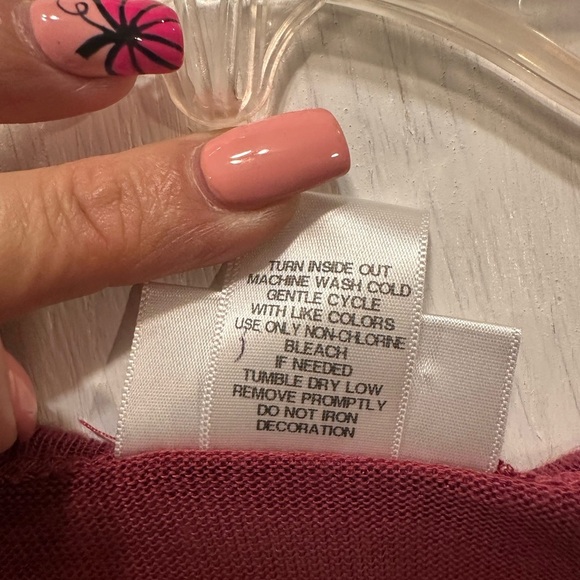 TURN INSIDE OUT
MACHINE WASH COLD
GENTLE CYCLE
WITH LIKE COLORS
USE ONLY NON-CHLORINE
BLEACH
IF NEEDED
TUMBLE DRY LOW
REMOVE PROMPTLY
DO NOT IRON
DECORATION